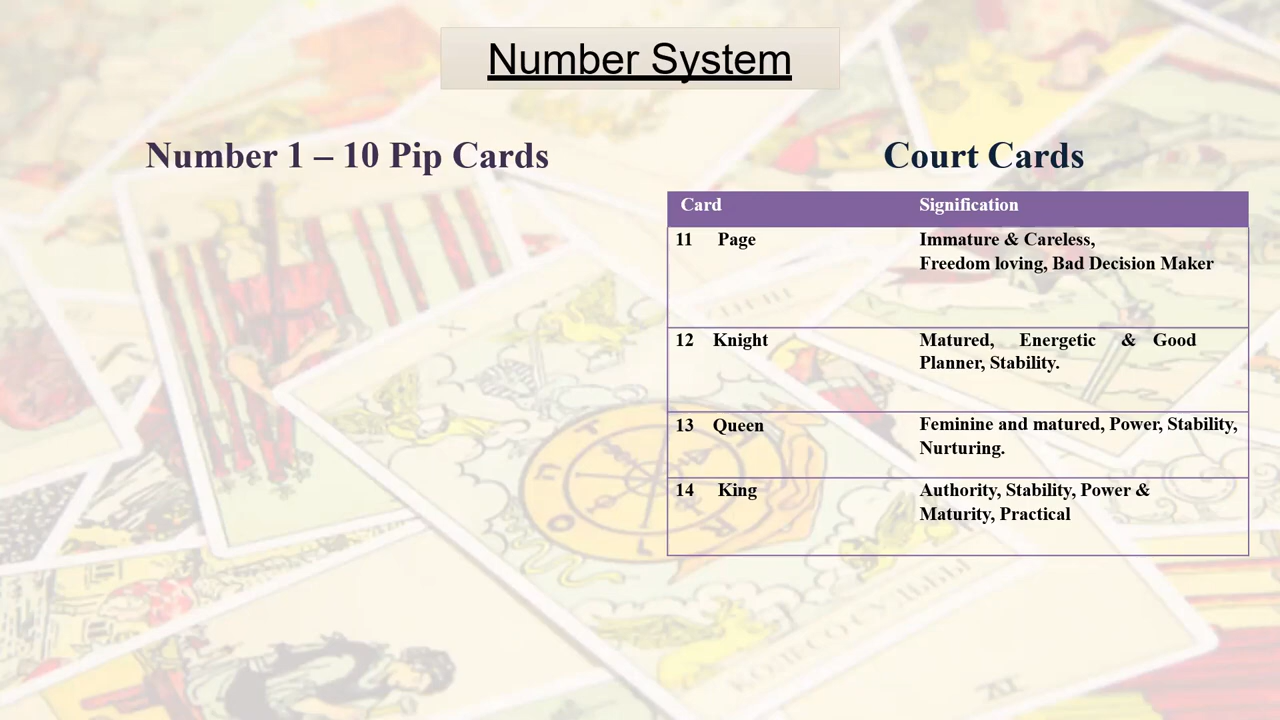 Number System
Number 1 – 10 Pip Cards
Court Cards
Card Signification
11 Page Immature & Careless,
Freedom loving, Bad Decision Maker
12 Knight Matured, Energetic & Good
Planner, Stability.
13 Queen Feminine and matured, Power, Stability,
Nurturing.
14 King Authority, Stability, Power &
Maturity, Practical
КОЛЕСО СУДЬБЫ